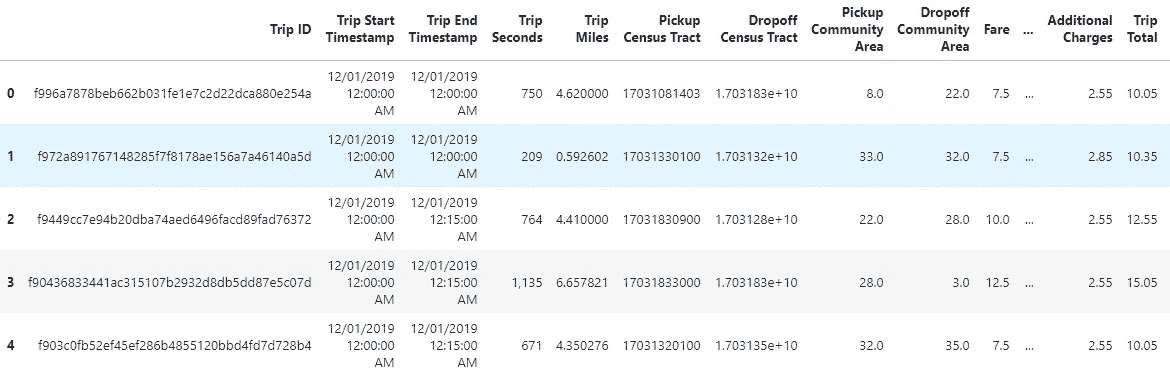 Trip ID Trip Start Timestamp Trip End Timestamp Trip Seconds Trip Miles Pickup Census Tract Dropoff Census Tract Pickup Community Area Dropoff Community Area Fare ... Additional Charges Trip Total
0 f996a7878beb662b031fe1e7c2d22dca880e254a 12/01/2019 12:00:00 AM 12/01/2019 12:00:00 AM 750 4.620000 17031081403 1.703183e+10 8.0 22.0 7.5 ... 2.55 10.05
1 f972a891767148285f7f8178ae156a7a46140a5d 12/01/2019 12:00:00 AM 12/01/2019 12:00:00 AM 209 0.592602 17031330100 1.703132e+10 33.0 32.0 7.5 ... 2.85 10.35
2 f9449cc7e94b20dba74aed6496facd89fad76372 12/01/2019 12:00:00 AM 12/01/2019 12:15:00 AM 764 4.410000 17031830900 1.703128e+10 22.0 28.0 10.0 ... 2.55 12.55
3 f90436833441ac315107b2932d8db5dd87e5c07d 12/01/2019 12:00:00 AM 12/01/2019 12:15:00 AM 1,135 6.657821 17031833000 1.703183e+10 28.0 3.0 12.5 ... 2.55 15.05
4 f903c0fb52ef45ef286b4855120bbd4fd7d728b4 12/01/2019 12:00:00 AM 12/01/2019 12:15:00 AM 671 4.350276 17031320100 1.703135e+10 32.0 35.0 7.5 ... 2.55 10.05